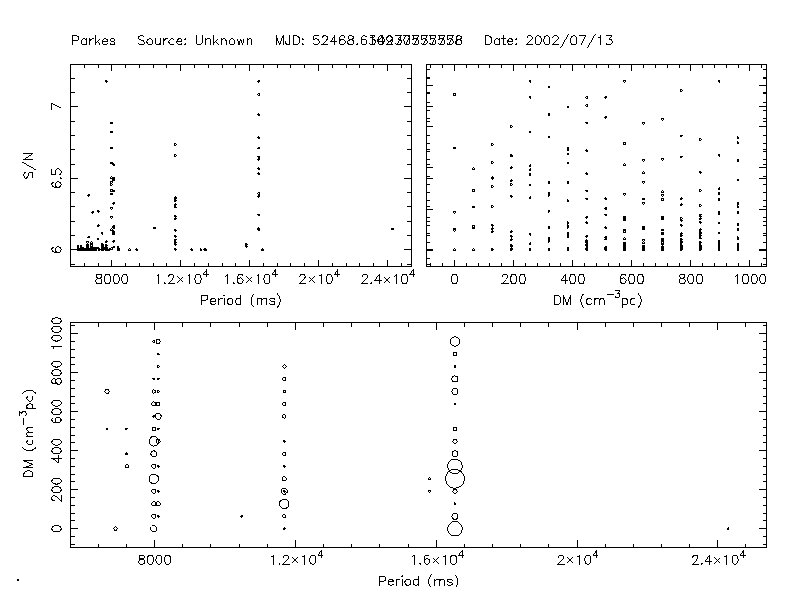 Parkes Source: Unknown MJD: Date: 2002/07/13
S/N
7
6.5
6
8000 1.2×10⁴ 1.6×10⁴ 2×10⁴ 2.4×10⁴
Period (ms)
0 200 400 600 800 1000
DM (cm⁻³pc)
DM (cm⁻³pc)
1000
800
600
400
200
0
8000 1.2×10⁴ 1.6×10⁴ 2×10⁴ 2.4×10⁴
Period (ms)